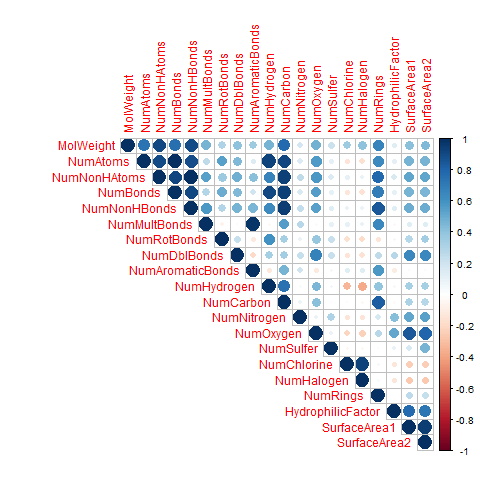 MolWeight
NumAtoms
NumNonHAtoms
NumBonds
NumNonHBonds
NumMultBonds
NumRotBonds
NumDblBonds
NumAromaticBonds
NumHydrogen
NumCarbon
NumNitrogen
NumOxygen
NumSulfer
NumChlorine
NumHalogen
NumRings
HydrophilicFactor
SurfaceArea1
SurfaceArea2
MolWeight
NumAtoms
NumNonHAtoms
NumBonds
NumNonHBonds
NumMultBonds
NumRotBonds
NumDblBonds
NumAromaticBonds
NumHydrogen
NumCarbon
NumNitrogen
NumOxygen
NumSulfer
NumChlorine
NumHalogen
NumRings
HydrophilicFactor
SurfaceArea1
SurfaceArea2
1
0.8
0.6
0.4
0.2
0
-0.2
-0.4
-0.6
-0.8
-1